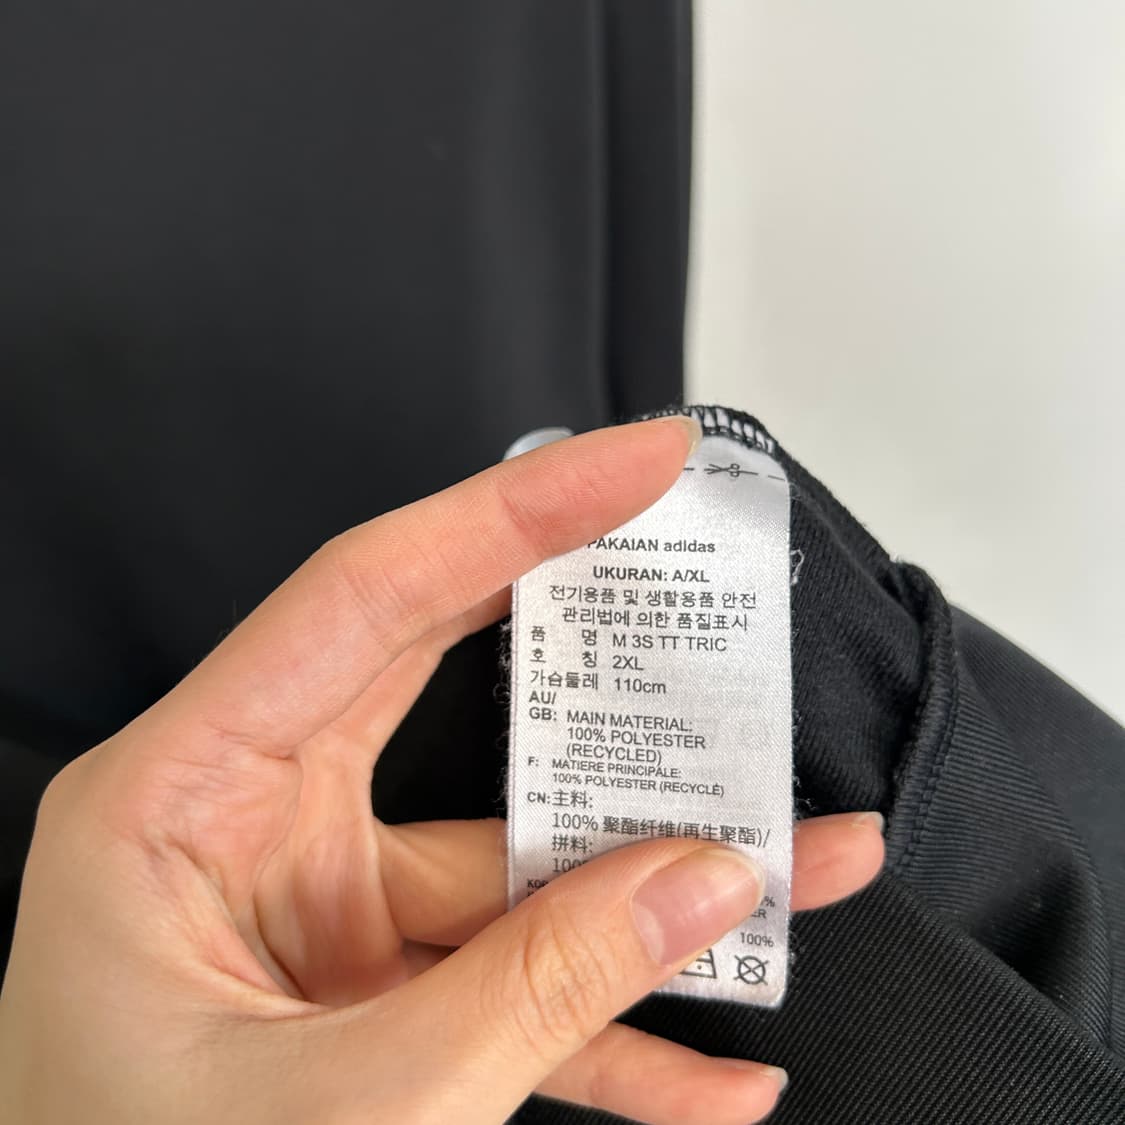 PAKAIAN adidas
UKURAN: A/XL
전기용품 및 생활용품 안전
관리법에 의한 품질표시
품 명 M 3S TT TRIC
호 칭 2XL
가슴둘레 110cm
AU/
GB: MAIN MATERIAL:
100% POLYESTER
(RECYCLED)
F: MATIERE PRINCIPALE:
100% POLYESTER (RECYCLÉ)
CN: 主料:
100% 聚酯纤维(再生聚酯)/
拼料:
100%